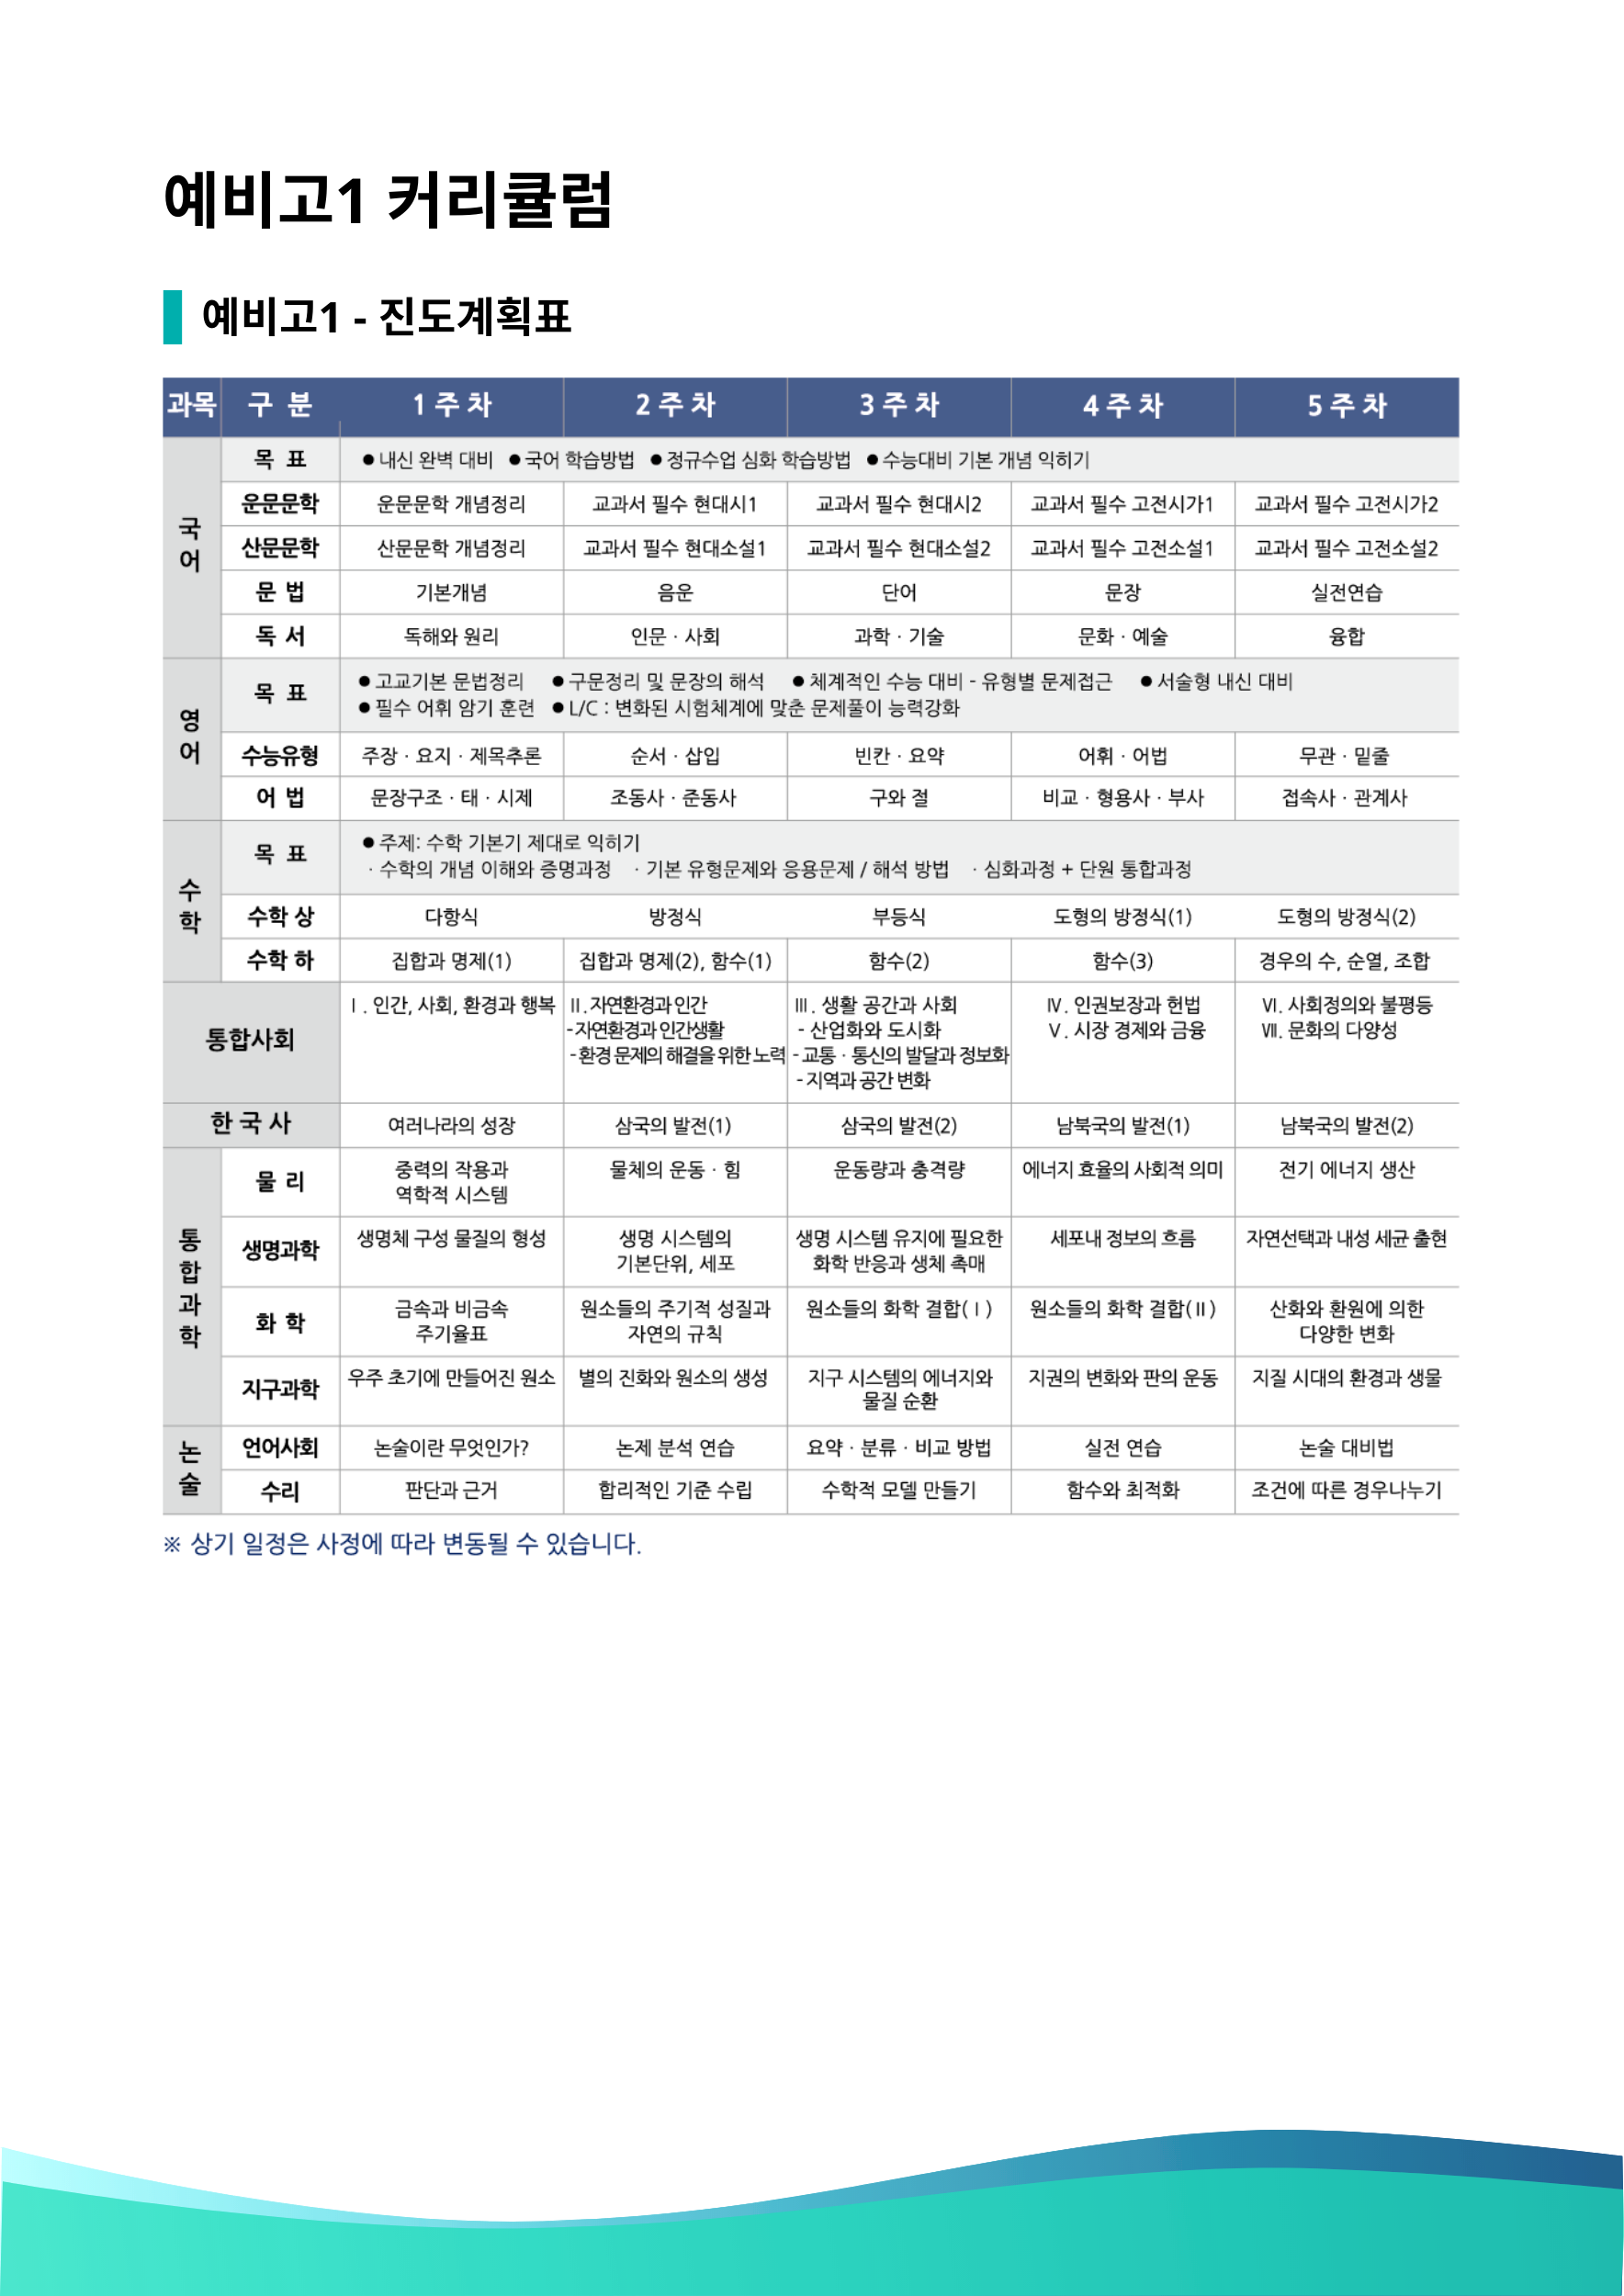 예비고1 커리큘럼
예비고1 - 진도계획표
과목 구 분 1 주 차 2 주 차 3 주 차 4 주 차 5 주 차
국어
목 표 ● 내신 완벽 대비 ● 국어 학습방법 ● 정규수업 심화 학습방법 ● 수능대비 기본 개념 익히기
운문문학 운문문학 개념정리 교과서 필수 현대시1 교과서 필수 현대시2 교과서 필수 고전시가1 교과서 필수 고전시가2
산문문학 산문문학 개념정리 교과서 필수 현대소설1 교과서 필수 현대소설2 교과서 필수 고전소설1 교과서 필수 고전소설2
문 법 기본개념 음운 단어 문장 실전연습
독 서 독해와 원리 인문 · 사회 과학 · 기술 문화 · 예술 융합
영어
목 표 ● 고교기본 문법정리 ● 구문정리 및 문장의 해석 ● 체계적인 수능 대비 - 유형별 문제접근 ● 서술형 내신 대비
● 필수 어휘 암기 훈련 ● L/C : 변화된 시험체계에 맞춘 문제풀이 능력강화
수능유형 주장 · 요지 · 제목추론 순서 · 삽입 빈칸 · 요약 어휘 · 어법 무관 · 밑줄
어 법 문장구조 · 태 · 시제 조동사 · 준동사 구와 절 비교 · 형용사 · 부사 접속사 · 관계사
수학
목 표 ● 주제: 수학 기본기 제대로 익히기
· 수학의 개념 이해와 증명과정 · 기본 유형문제와 응용문제 / 해석 방법 · 심화과정 + 단원 통합과정
수학 상 다항식 방정식 부등식 도형의 방정식(1) 도형의 방정식(2)
수학 하 집합과 명제(1) 집합과 명제(2), 함수(1) 함수(2) 함수(3) 경우의 수, 순열, 조합
통합사회
Ⅰ. 인간, 사회, 환경과 행복 Ⅱ.자연환경과 인간 Ⅲ. 생활 공간과 사회 Ⅳ. 인권보장과 헌법 Ⅵ. 사회정의와 불평등
-자연환경과 인간생활 - 산업화와 도시화 Ⅴ. 시장 경제와 금융 Ⅶ. 문화의 다양성
-환경 문제의 해결을 위한 노력 -교통 · 통신의 발달과 정보화
- 지역과 공간 변화
한 국 사 여러나라의 성장 삼국의 발전(1) 삼국의 발전(2) 남북국의 발전(1) 남북국의 발전(2)
통합과학
물 리 중력의 작용과 물체의 운동 · 힘 운동량과 충격량 에너지 효율의 사회적 의미 전기 에너지 생산
역학적 시스템
생명과학 생명체 구성 물질의 형성 생명 시스템의 생명 시스템 유지에 필요한 세포내 정보의 흐름 자연선택과 내성 세균 출현
기본단위, 세포 화학 반응과 생체 촉매
화 학 금속과 비금속 원소들의 주기적 성질과 원소들의 화학 결합(Ⅰ) 원소들의 화학 결합(Ⅱ) 산화와 환원에 의한
주기율표 자연의 규칙 다양한 변화
지구과학 우주 초기에 만들어진 원소 별의 진화와 원소의 생성 지구 시스템의 에너지와 지권의 변화와 판의 운동 지질 시대의 환경과 생물
물질 순환
논술
언어사회 논술이란 무엇인가? 논제 분석 연습 요약 · 분류 · 비교 방법 실전 연습 논술 대비법
수리 판단과 근거 합리적인 기준 수립 수학적 모델 만들기 함수와 최적화 조건에 따른 경우나누기
※ 상기 일정은 사정에 따라 변동될 수 있습니다.